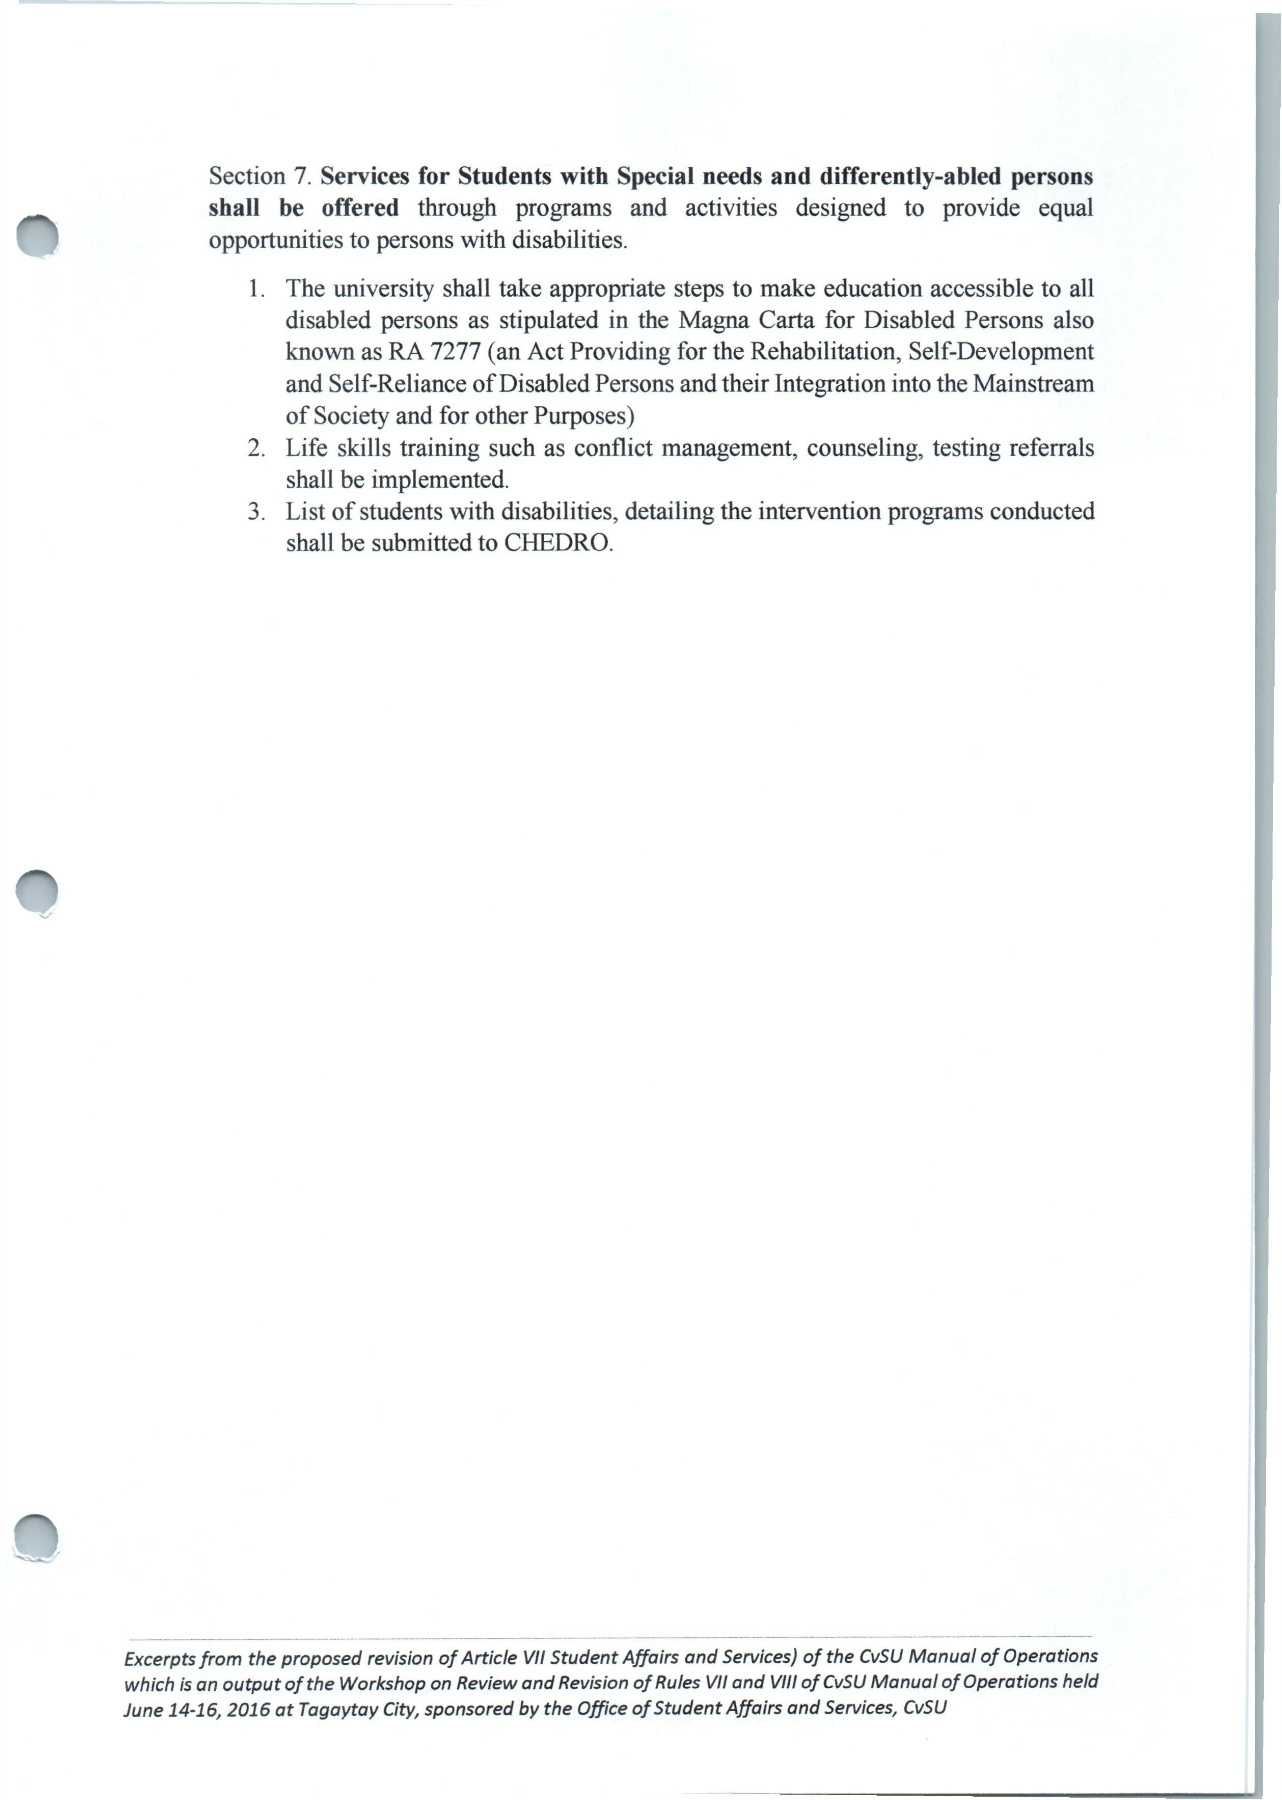 Section 7. Services for Students with Special needs and differently-abled persons
shall be offered through programs and activities designed to provide equal
opportunities to persons with disabilities.
1. The university shall take appropriate steps to make education accessible to all
disabled persons as stipulated in the Magna Carta for Disabled Persons also
known as RA 7277 (an Act Providing for the Rehabilitation, Self-Development
and Self-Reliance of Disabled Persons and their Integration into the Mainstream
of Society and for other Purposes)
2. Life skills training such as conflict management, counseling, testing referrals
shall be implemented.
3. List of students with disabilities, detailing the intervention programs conducted
shall be submitted to CHEDRO.
Excerpts from the proposed revision of Article VII Student Affairs and Services) of the CvSU Manual of Operations
which is an output of the Workshop on Review and Revision of Rules VII and VIII of CvSU Manual of Operations held
June 14-16, 2016 at Tagaytay City, sponsored by the Office of Student Affairs and Services, CvSU